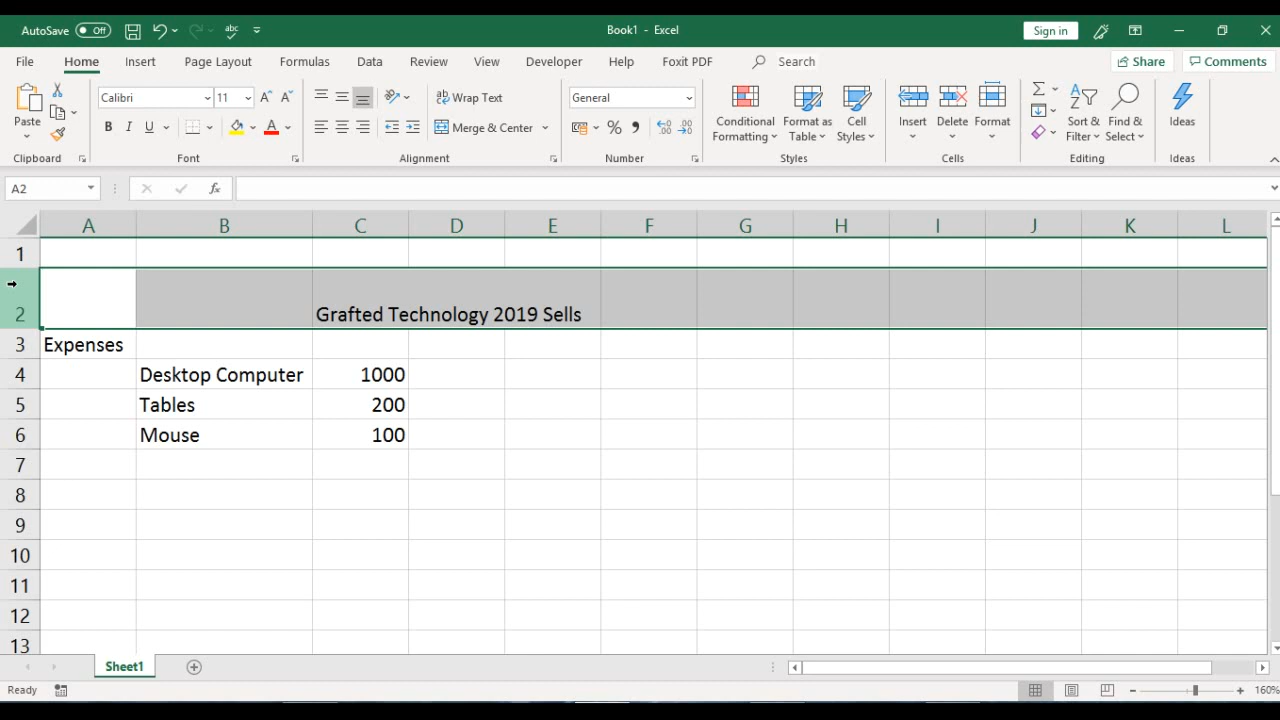 AutoSave Off abc Book1 - Excel Sign in
File Home Insert Page Layout Formulas Data Review View Developer Help Foxit PDF Search Share Comments
Paste Calibri 11 A A ab Wrap Text General Conditional Formatting Format as Table Cell Styles Insert Delete Format Sort & Filter Find & Select Ideas
B I U A Merge & Center % ,
Clipboard Font Alignment Number Styles Cells Editing Ideas
A2 fx
A B C D E F G H I J K L
1
2 Grafted Technology 2019 Sells
3 Expenses
4 Desktop Computer 1000
5 Tables 200
6 Mouse 100
7
8
9
10
11
12
13
Sheet1
Ready 160%